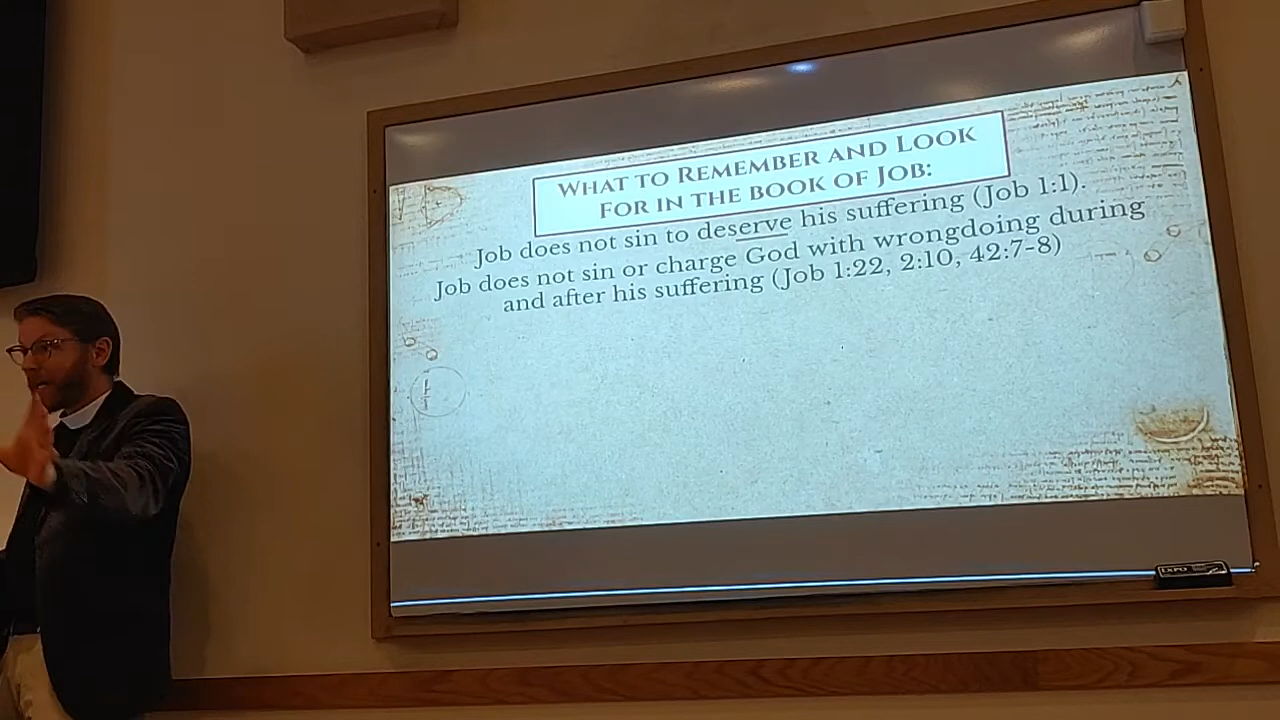 WHAT TO REMEMBER AND LOOK
FOR IN THE BOOK OF JOB:
Job does not sin to deserve his suffering (Job 1:1).
Job does not sin or charge God with wrongdoing during
and after his suffering (Job 1:22, 2:10, 42:7-8)
EXPO